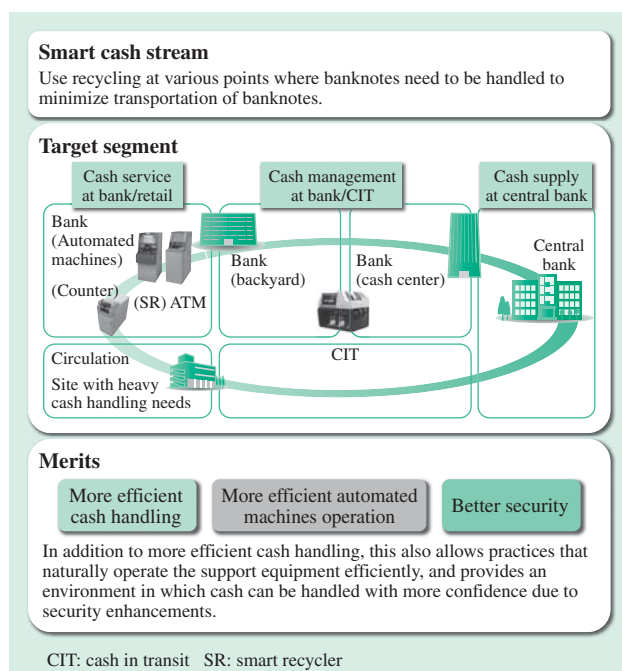 Smart cash stream
Use recycling at various points where banknotes need to be handled to
minimize transportation of banknotes.
Target segment
Cash service
at bank/retail
Cash management
at bank/CIT
Cash supply
at central bank
Bank
(Automated
machines)
(Counter)
(SR) ATM
Bank
(backyard)
Bank
(cash center)
Central
bank
CIT
Circulation
Site with heavy
cash handling needs
Merits
More efficient
cash handling
More efficient automated
machines operation
Better security
In addition to more efficient cash handling, this also allows practices that
naturally operate the support equipment efficiently, and provides an
environment in which cash can be handled with more confidence due to
security enhancements.
CIT: cash in transit SR: smart recycler